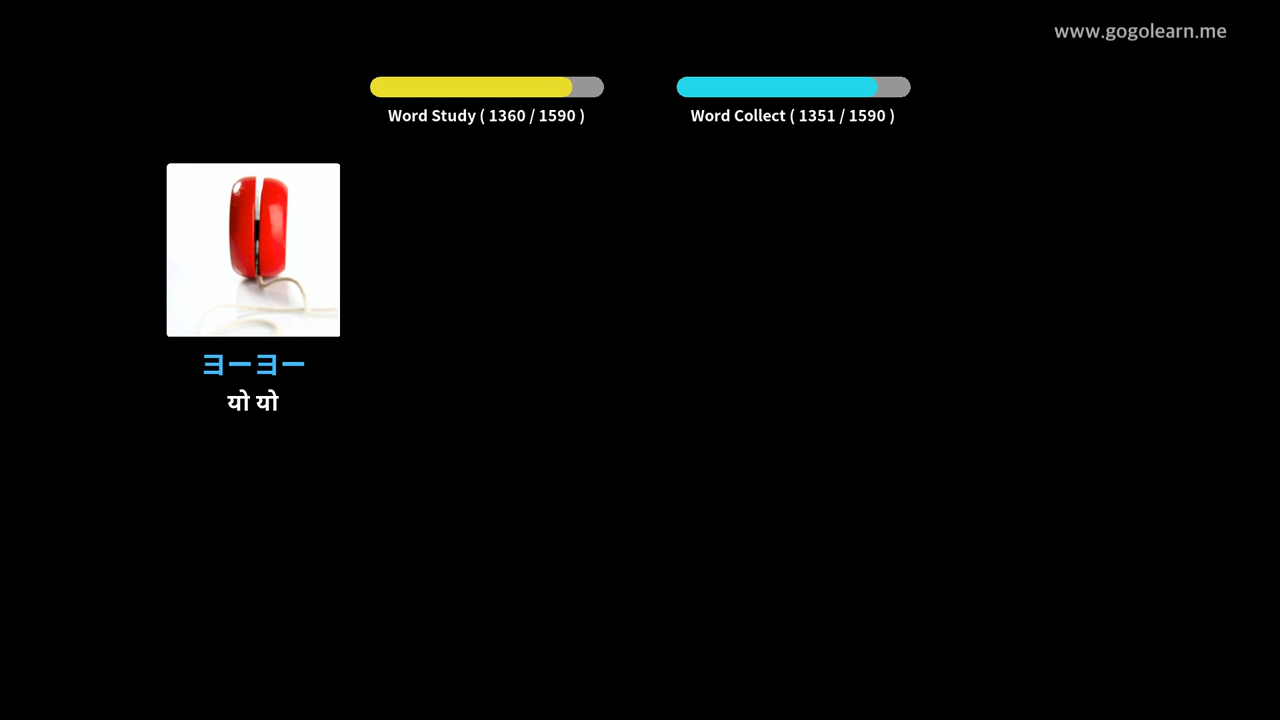 www.gogolearn.me
Word Study ( 1360 / 1590 )
Word Collect ( 1351 / 1590 )
ヨーヨー
यो यो